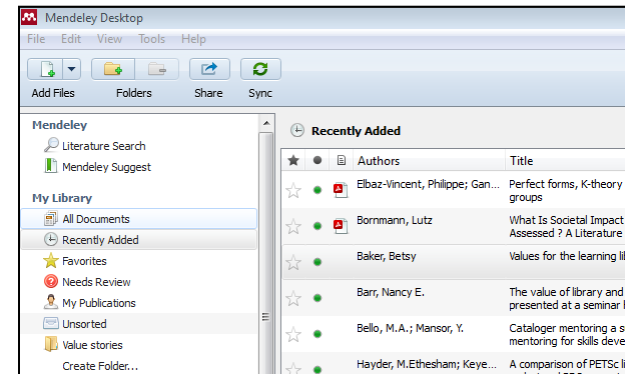 Mendeley Desktop
File Edit View Tools Help
Add Files Folders Share Sync
Mendeley
Literature Search
Mendeley Suggest
My Library
All Documents
Recently Added
Favorites
Needs Review
My Publications
Unsorted
Value stories
Create Folder...
Recently Added
Authors Title
Elbaz-Vincent, Philippe; Gan... Perfect forms, K-theory
groups
Bornmann, Lutz What Is Societal Impact
Assessed ? A Literature
Baker, Betsy Values for the learning li
Barr, Nancy E. The value of library and
presented at a seminar
Bello, M.A.; Mansor, Y. Cataloger mentoring a s
mentoring for skills deve
Hayder, M.Ethesham; Keye... A comparison of PETSc li